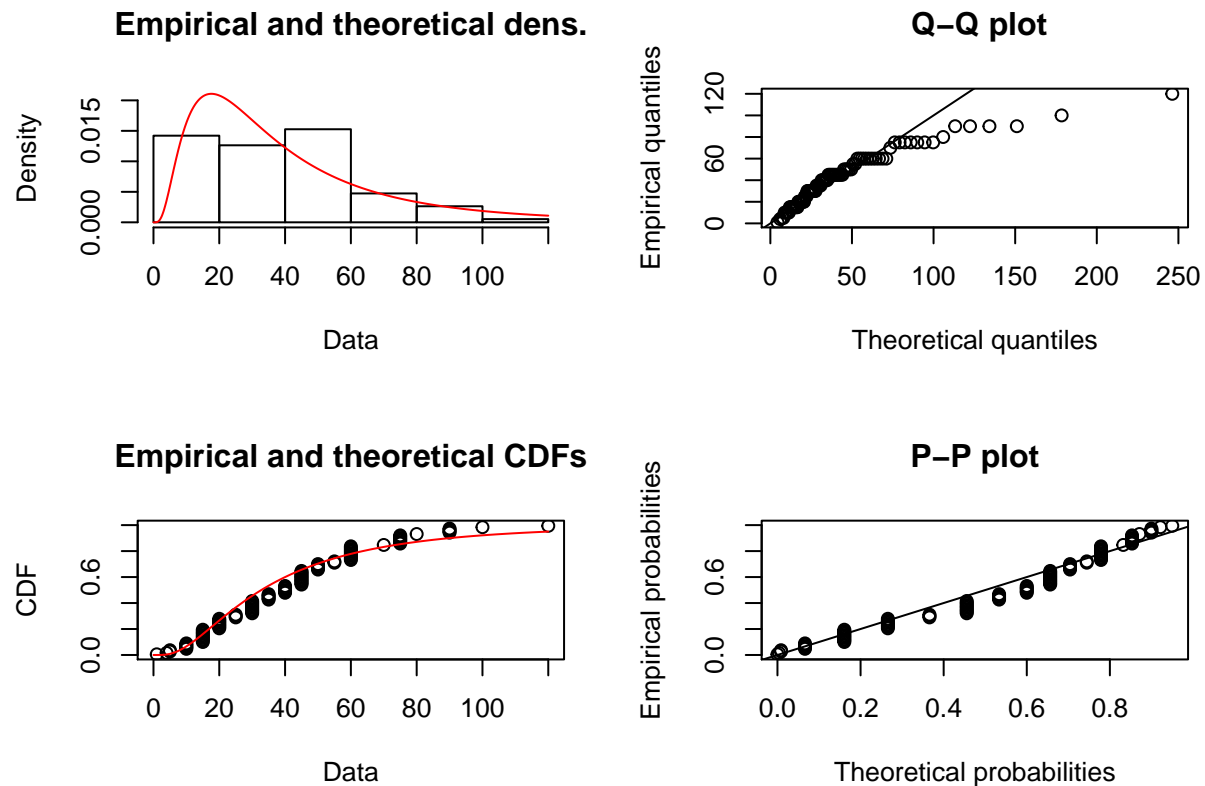 Empirical and theoretical dens.
Density
0.000 0.015
0 20 40 60 80 100
Data
Q−Q plot
Empirical quantiles
0 60 120
0 50 100 150 200 250
Theoretical quantiles
Empirical and theoretical CDFs
CDF
0.0 0.6
0 20 40 60 80 100
Data
P−P plot
Empirical probabilities
0.0 0.6
0.0 0.2 0.4 0.6 0.8
Theoretical probabilities